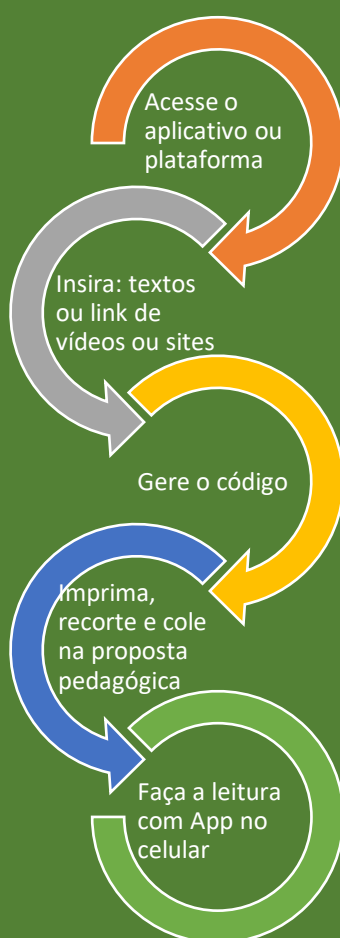 Acesse o
aplicativo ou
plataforma
Insira: textos
ou link de
vídeos ou sites
Gere o código
Imprima,
recorte e cole
na proposta
pedagógica
Faça a leitura
com App no
celular